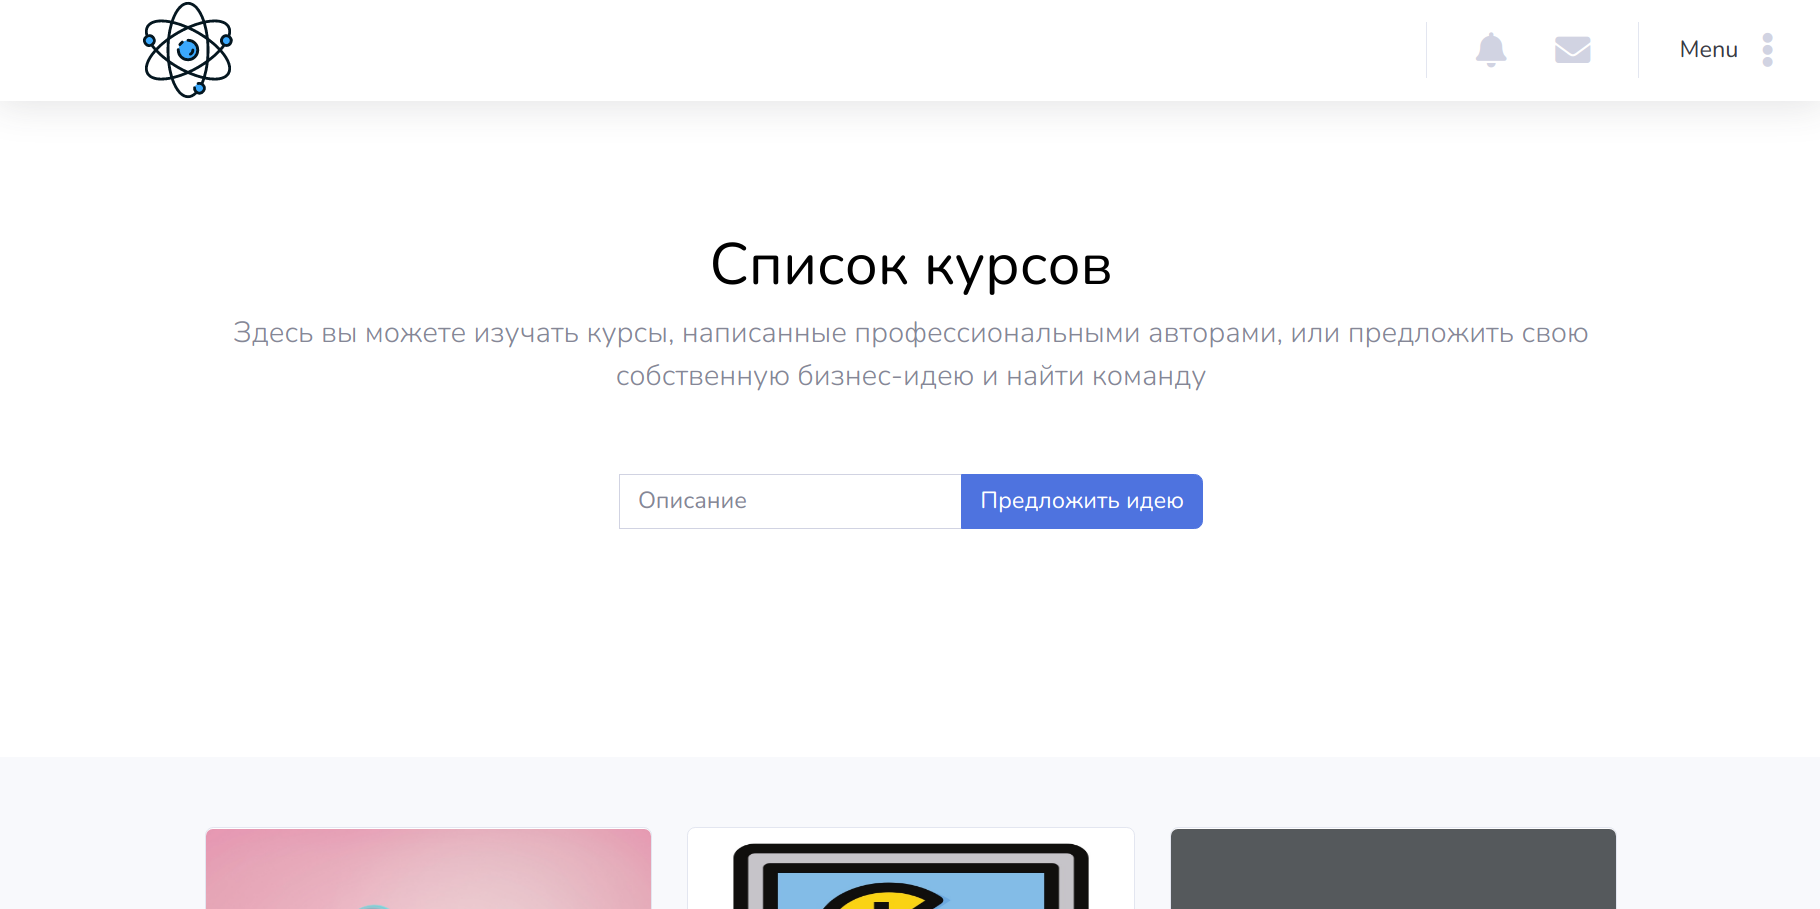 Menu
Список курсов
Здесь вы можете изучать курсы, написанные профессиональными авторами, или предложить свою
собственную бизнес-идею и найти команду
Описание
Предложить идею